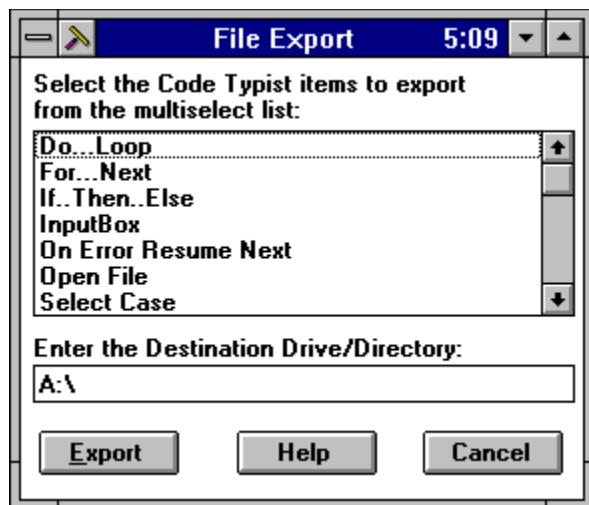 File Export 5:09
Select the Code Typist items to export
from the multiselect list:
Do...Loop
For...Next
If..Then..Else
InputBox
On Error Resume Next
Open File
Select Case
Enter the Destination Drive/Directory:
A:\
Export Help Cancel